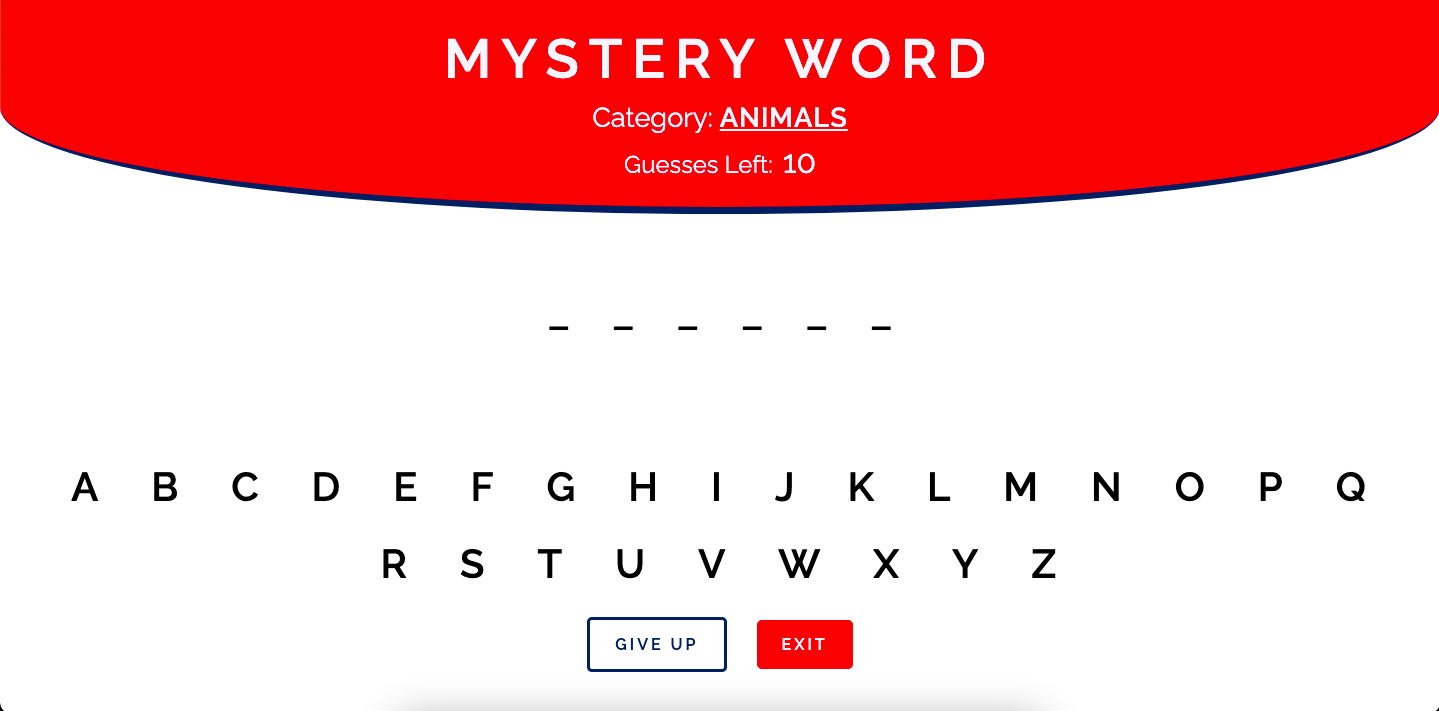 MYSTERY WORD
Category: ANIMALS
Guesses Left: 10
_ _ _ _ _ _
A B C D E F G H I J K L M N O P Q
R S T U V W X Y Z
GIVE UP EXIT